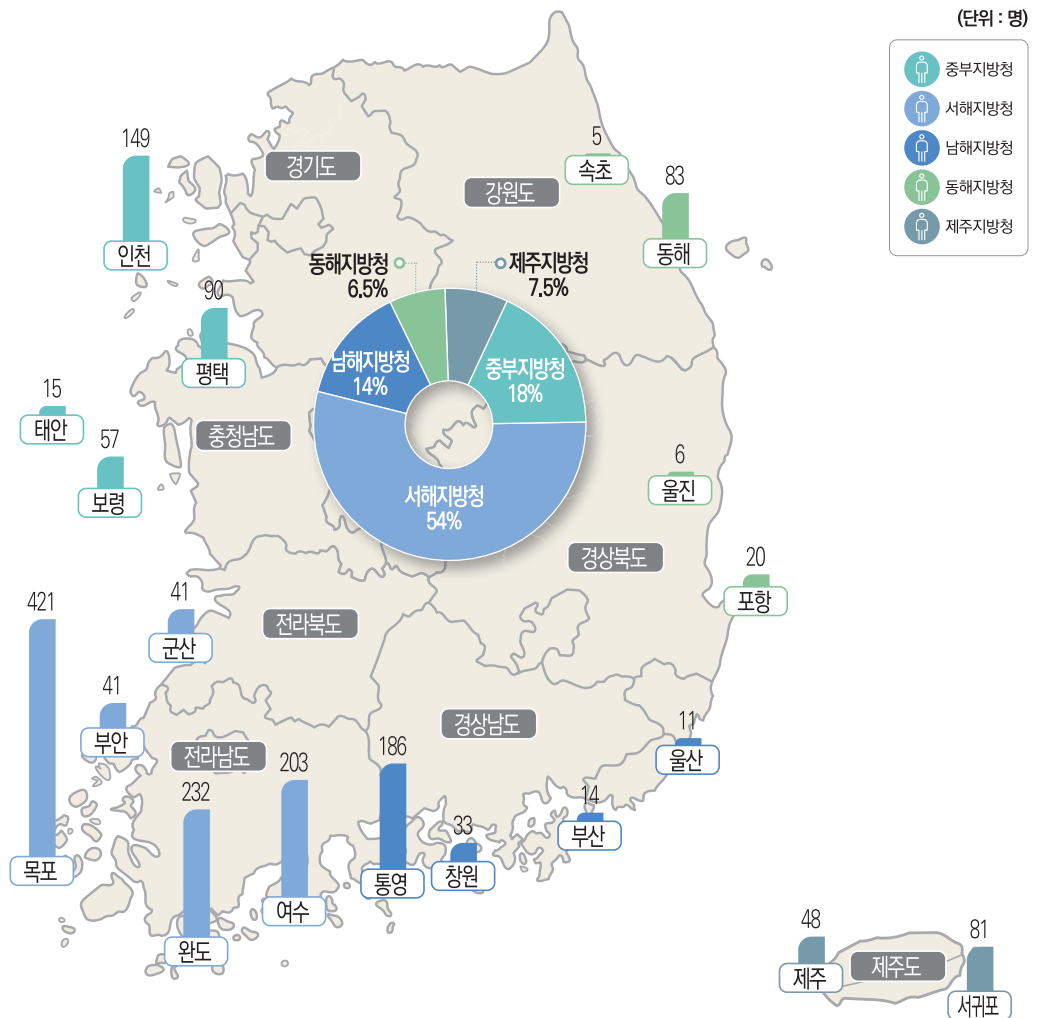 (단위 : 명)
중부지방청
서해지방청
남해지방청
동해지방청
제주지방청
149
인천
경기도
5
속초
강원도
83
동해
동해지방청
6.5%
제주지방청
7.5%
90
평택
남해지방청
14%
중부지방청
18%
15
태안
충청남도
57
보령
6
울진
서해지방청
54%
경상북도
20
포항
421
목포
41
군산
전라북도
41
부안
전라남도
경상남도
11
울산
186
통영
203
여수
232
완도
33
창원
14
부산
48
제주
제주도
81
서귀포